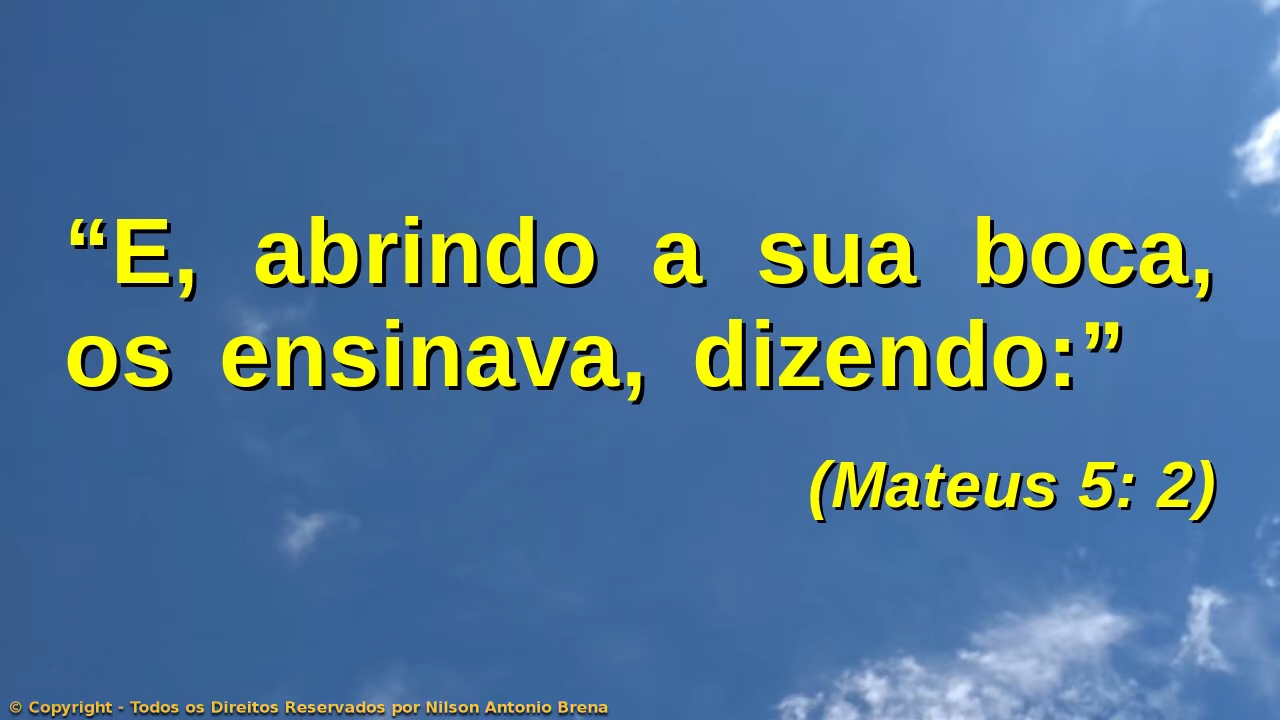 “E, abrindo a sua boca,
os ensinava, dizendo:”
(Mateus 5: 2)
© Copyright - Todos os Direitos Reservados por Nilson Antonio Brena